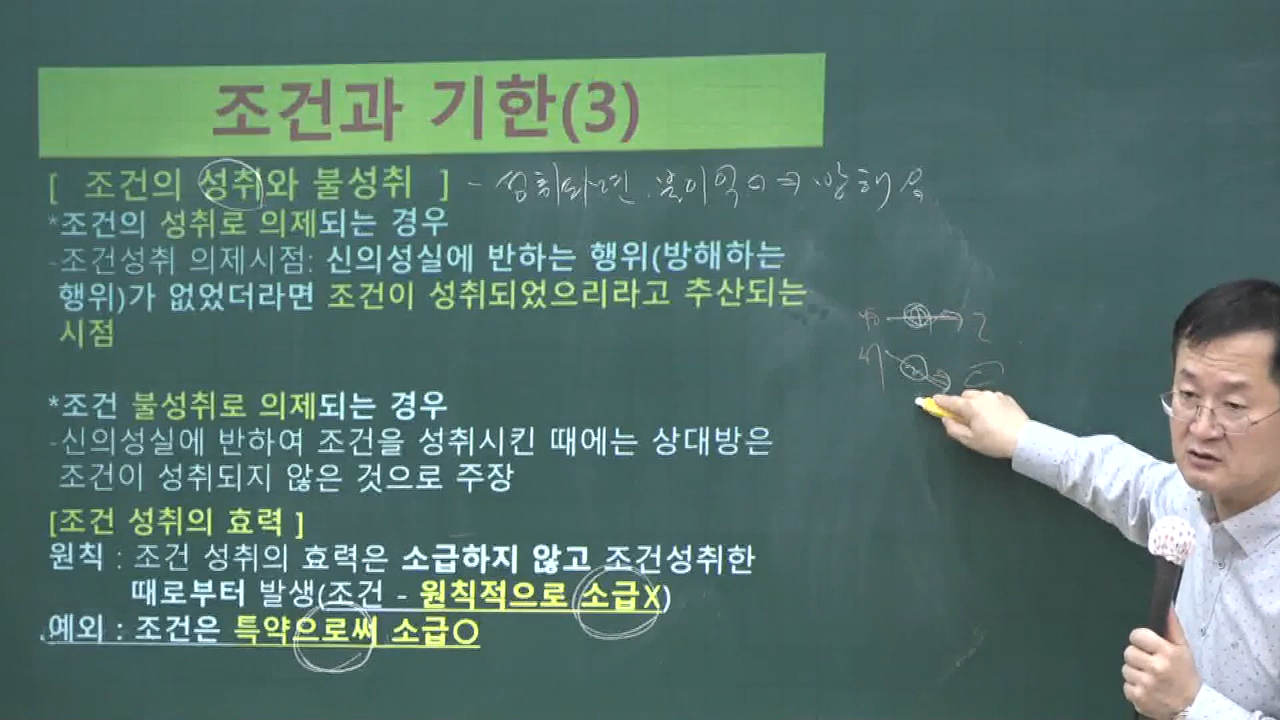 조건과 기한(3)
[ 조건의 성취와 불성취 ] - 성취되면 불이익 ⇒ 방해
*조건의 성취로 의제되는 경우
-조건성취 의제시점: 신의성실에 반하는 행위(방해하는
행위)가 없었더라면 조건이 성취되었으리라고 추산되는
시점
*조건 불성취로 의제되는 경우
-신의성실에 반하여 조건을 성취시킨 때에는 상대방은
조건이 성취되지 않은 것으로 주장
[조건 성취의 효력 ]
원칙 : 조건 성취의 효력은 소급하지 않고 조건성취한
때로부터 발생(조건 - 원칙적으로 소급X)
예외 : 조건은 특약으로써 소급O